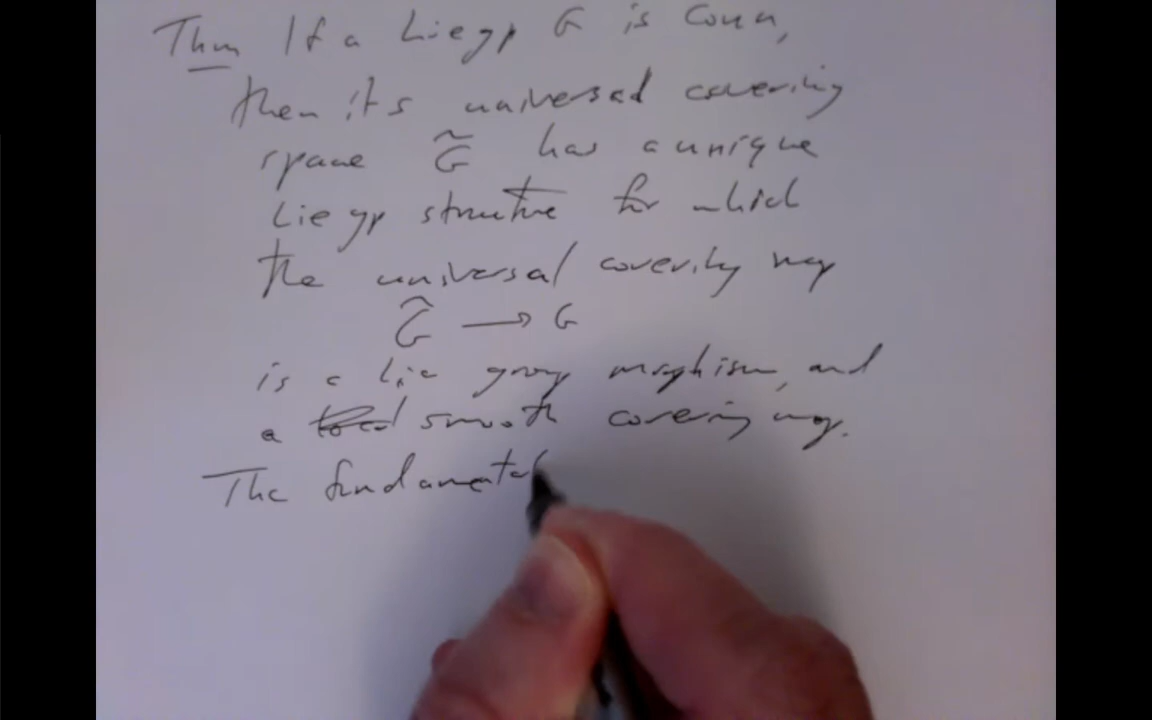 Thm If a Lie gp G is conn,
then its universal covering
space G̃ has a unique
Lie gp structure for which
the universal covering map
G̃ → G
is a Lie group morphism, and
a smooth covering map.
The fundamental